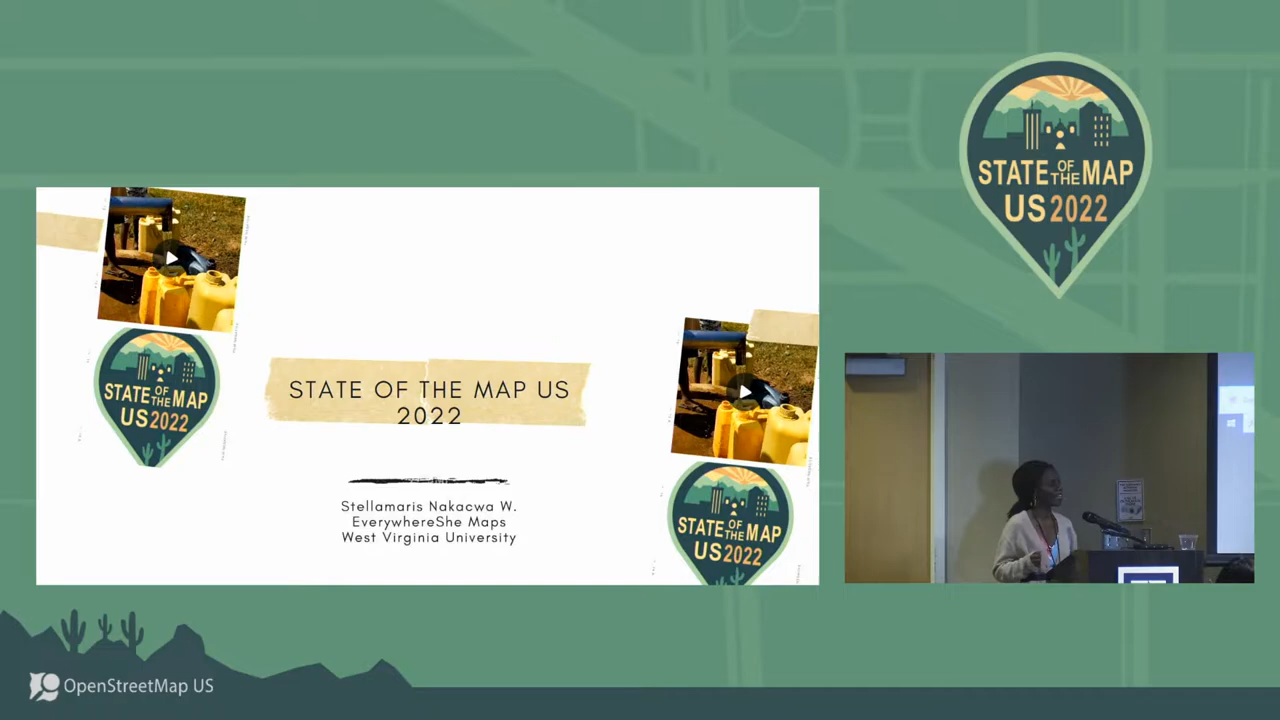 STATE OF THE MAP
US 2022
STATE OF THE MAP
US 2022
STATE OF THE MAP US
2022
Stellamaris Nakacwa W.
EverywhereShe Maps
West Virginia University
STATE OF THE MAP
US 2022
OpenStreetMap US